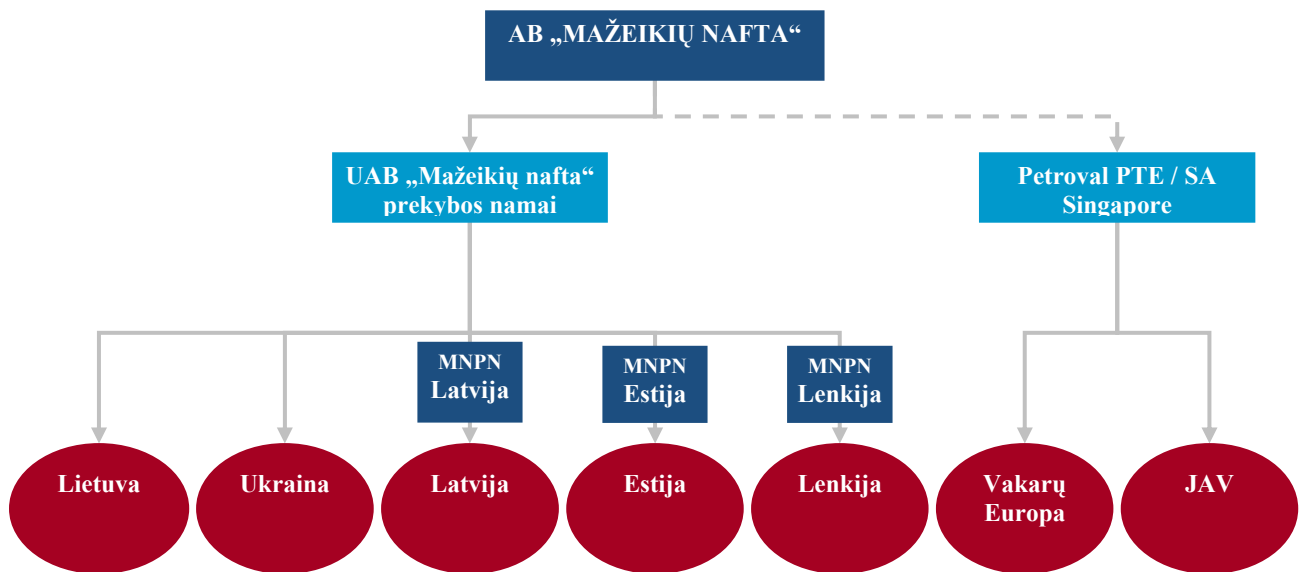 AB „MAŽEIKIŲ NAFTA“
UAB „Mažeikių nafta“
prekybos namai
Petroval PTE / SA
Singapore
MNPN
Latvija
MNPN
Estija
MNPN
Lenkija
Lietuva
Ukraina
Latvija
Estija
Lenkija
Vakarų
Europa
JAV